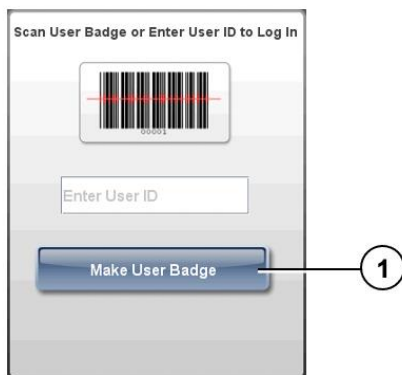 Scan User Badge or Enter User ID to Log In
00001
Enter User ID
Make User Badge
1